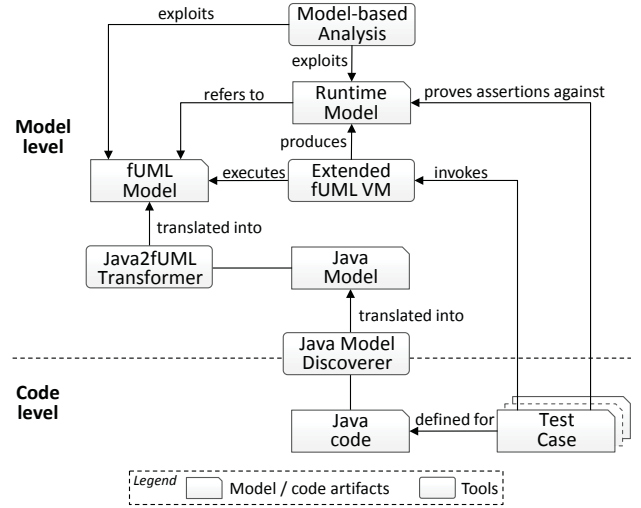 exploits
Model-based
Analysis
exploits
refers to
Runtime
Model
proves assertions against
Model
level
produces
fUML
Model
executes
Extended
fUML VM
invokes
translated into
Java2fUML
Transformer
Java
Model
translated into
Java Model
Discoverer
Code
level
Java
code
defined for
Test
Case
Legend
Model / code artifacts
Tools